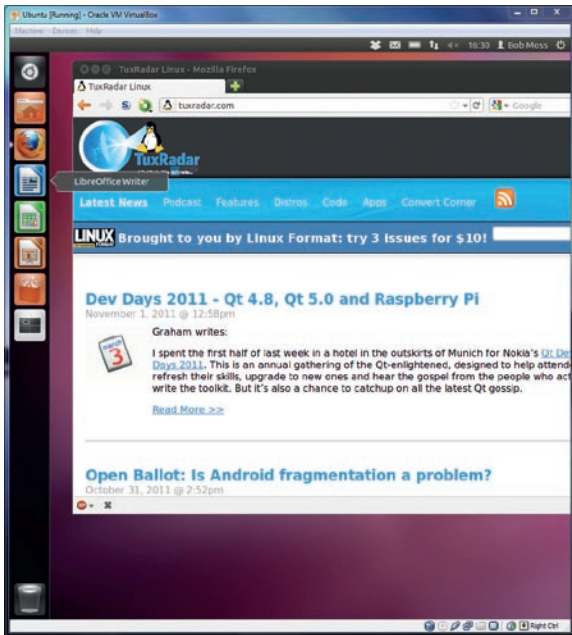 Ubuntu [Running] - Oracle VM VirtualBox
Machine Devices Help
16:30 Bob Moss
TuxRadar Linux - Mozilla Firefox
TuxRadar Linux
tuxradar.com
Google
TuxRadar
LibreOffice Writer
Latest News Podcast Features Distros Code Apps Convert Corner
LINUX Brought to you by Linux Format: try 3 issues for $10!
Dev Days 2011 - Qt 4.8, Qt 5.0 and Raspberry Pi
November 1, 2011 @ 12:58pm
Graham writes:
march
3
I spent the first half of last week in a hotel in the outskirts of Munich for Nokia's Qt De
Days 2011. This is an annual gathering of the Qt-enlightened, designed to help attend
refresh their skills, upgrade to new ones and hear the gospel from the people who act
write the toolkit. But it's also a chance to catchup on all the latest Qt gossip.
Read More >>
Open Ballot: Is Android fragmentation a problem?
October 31, 2011 @ 2:52pm
Right Ctrl